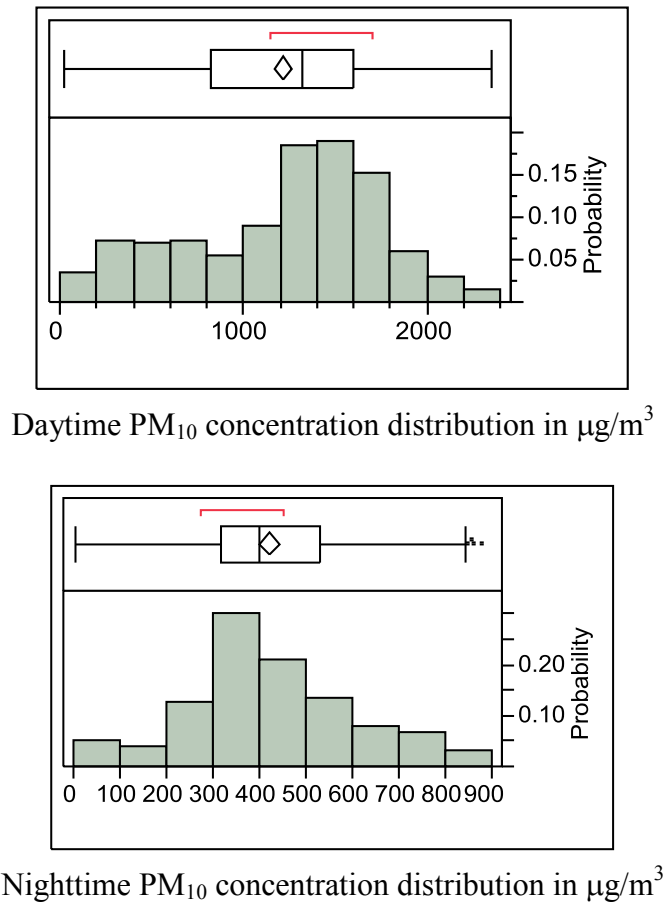 0.15
0.10
0.05
Probability
0 1000 2000
Daytime PM₁₀ concentration distribution in μg/m³
0.20
0.10
Probability
0 100 200 300 400 500 600 700 800 900
Nighttime PM₁₀ concentration distribution in μg/m³